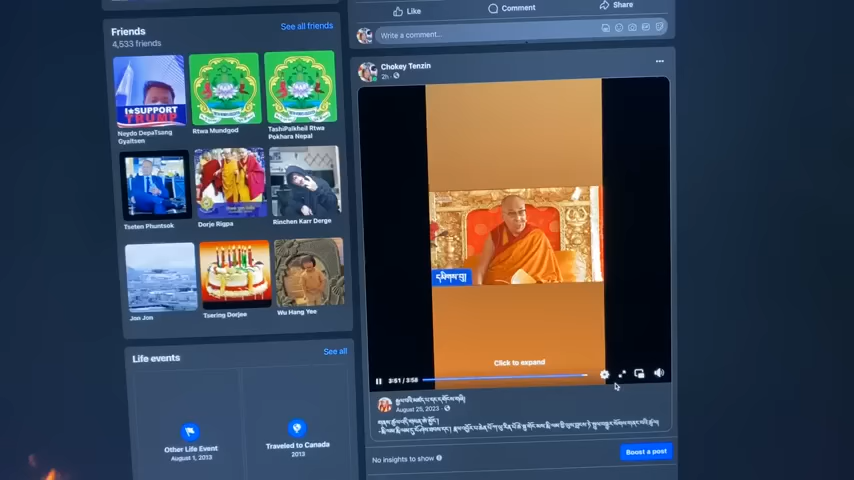 Like
Comment
Share
Write a comment...
Friends
See all friends
4,533 friends
I★SUPPORT
TRUMP
Neydo DepaTsang
Gyaltsen
Rtwa Mundgod
TashiPalkheil Rtwa
Pokhara Nepal
Tseten Phuntsok
Dorje Rigpa
Rinchen Karr Derge
Jon Jon
Tsering Dorjee
Wu Hang Yee
Life events
See all
Other Life Event
August 1, 2013
Traveled to Canada
2013
Chokey Tenzin
2h
Click to expand
3:51 / 3:58
August 25, 2023
No insights to show
Boost a post